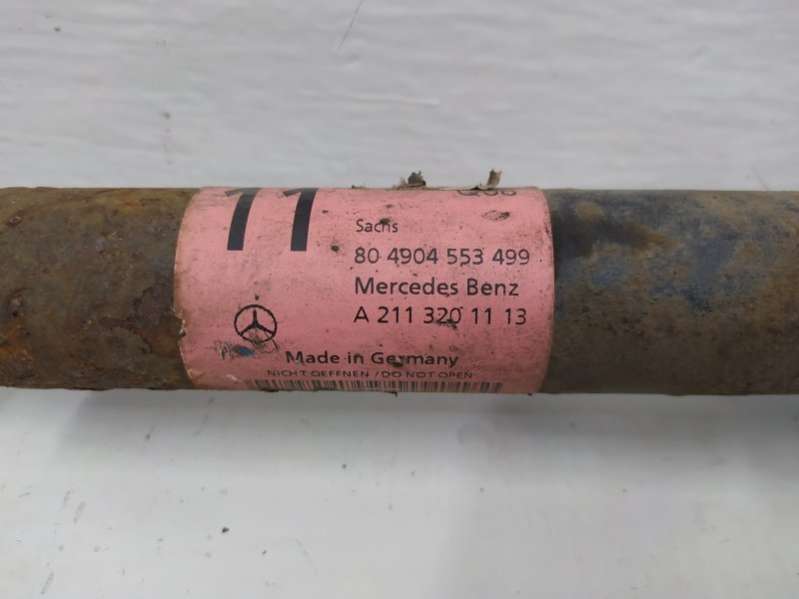 11
Sachs
80 4904 553 499
Mercedes Benz
A 211 320 11 13
Made in Germany
NICHT OEFFNEN / DO NOT OPEN